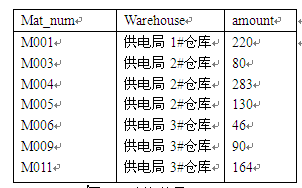 Mat_num Warehouse amount
M001 供电局 1#仓库 220
M003 供电局 2#仓库 80
M004 供电局 2#仓库 283
M005 供电局 2#仓库 130
M006 供电局 3#仓库 46
M009 供电局 3#仓库 90
M011 供电局 3#仓库 164